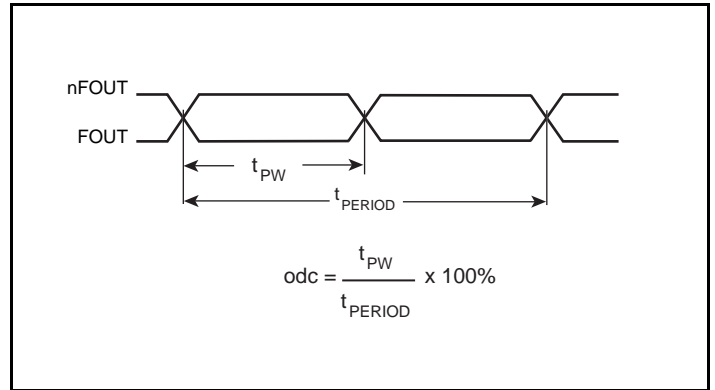 nFOUT
FOUT
tPW
tPERIOD
odc = tPW / tPERIOD x 100%